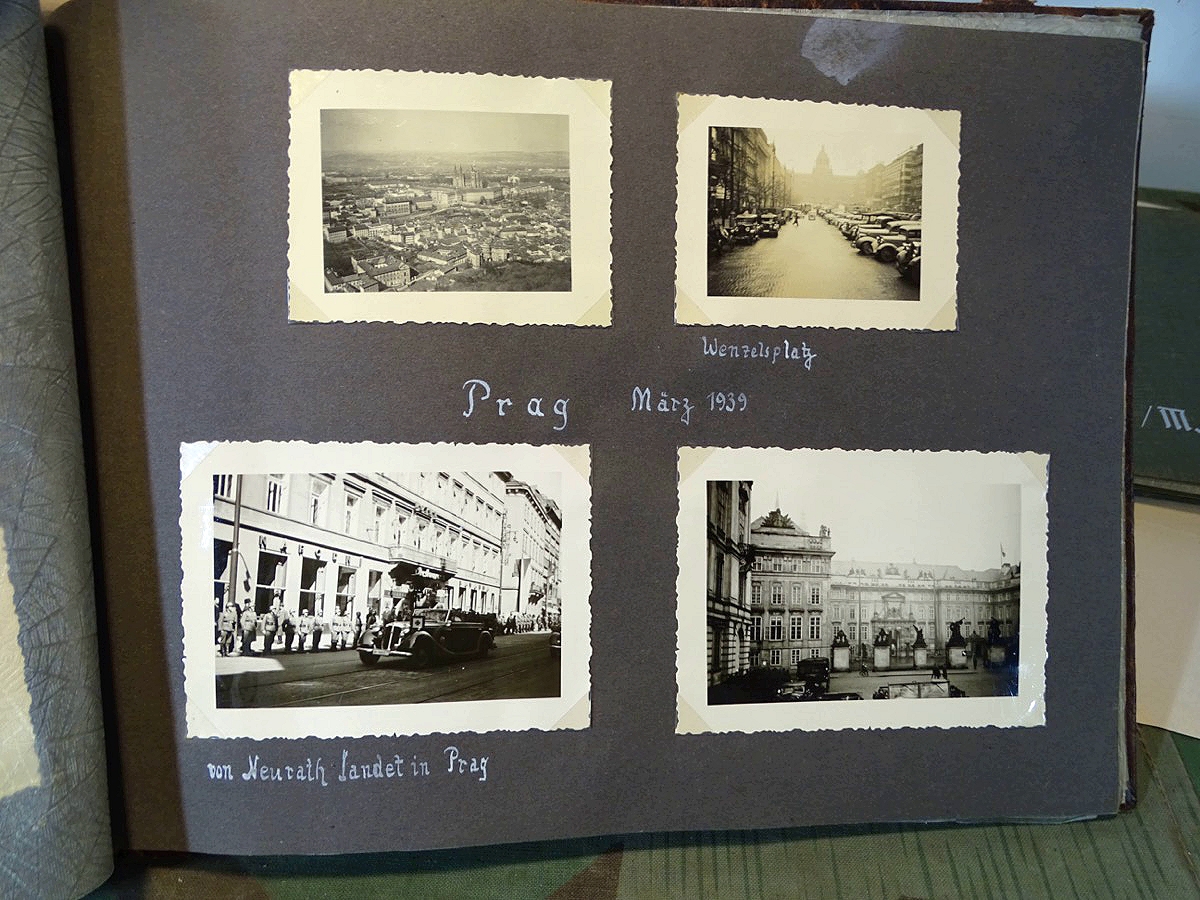 Wenzelsplatz
Prag März 1939
von Neurath landet in Prag
/M.